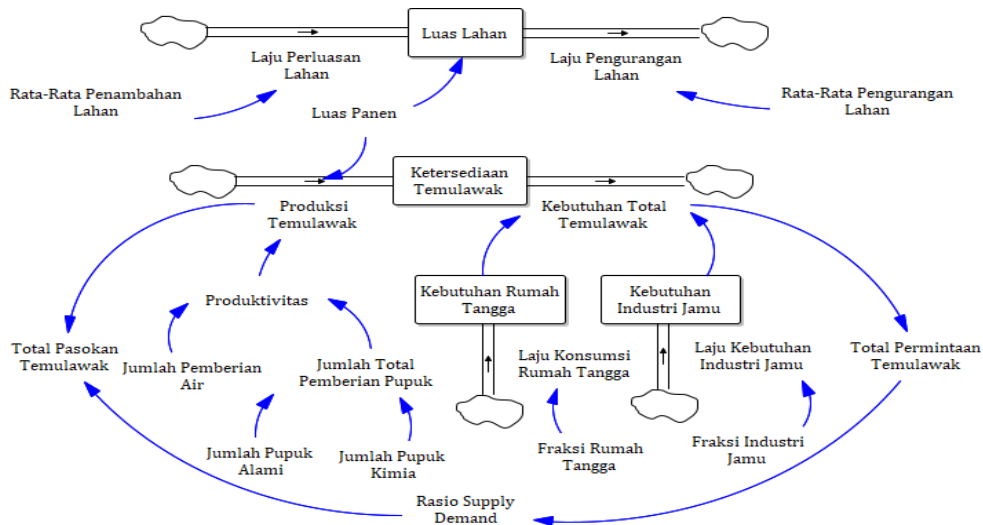 Luas Lahan
Laju Perluasan
Lahan
Laju Pengurangan
Lahan
Rata-Rata Penambahan
Lahan
Luas Panen
Rata-Rata Pengurangan
Lahan
Ketersediaan
Temulawak
Produksi
Temulawak
Kebutuhan Total
Temulawak
Produktivitas
Kebutuhan Rumah
Tangga
Kebutuhan
Industri Jamu
Total Pasokan
Temulawak
Jumlah Pemberian
Air
Jumlah Total
Pemberian Pupuk
Laju Konsumsi
Rumah Tangga
Laju Kebutuhan
Industri Jamu
Total Permintaan
Temulawak
Jumlah Pupuk
Alami
Jumlah Pupuk
Kimia
Fraksi Rumah
Tangga
Fraksi Industri
Jamu
Rasio Supply
Demand